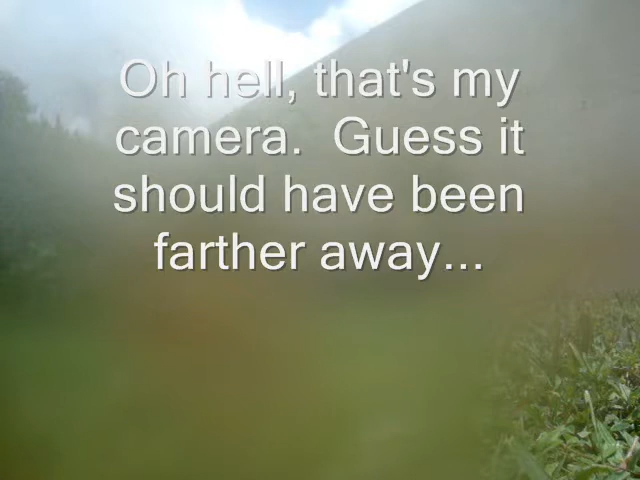 Oh hell, that's my
camera.  Guess it
should have been
farther away...